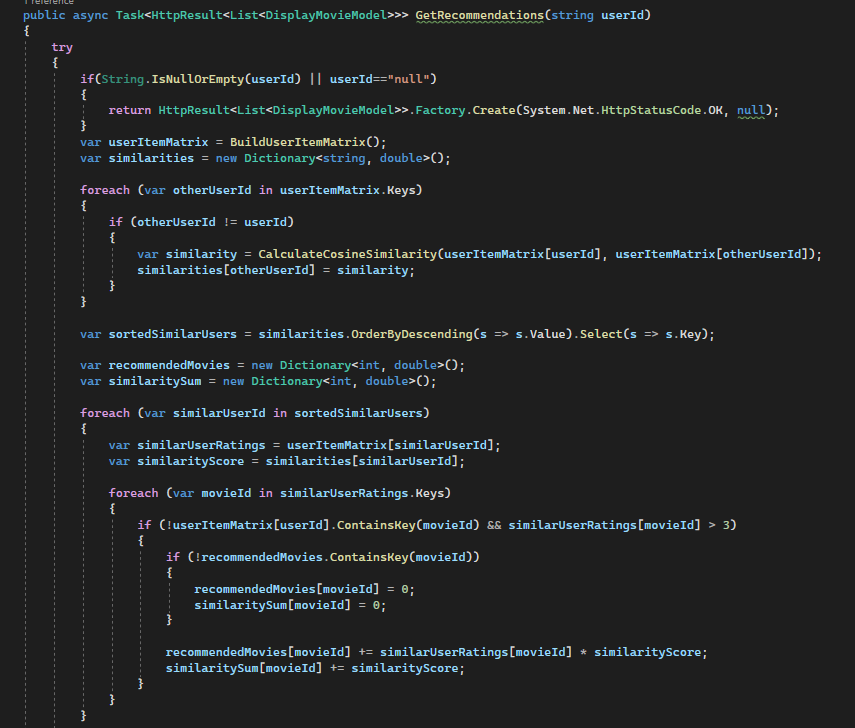 1 reference
public async Task<HttpResult<List<DisplayMovieModel>>> GetRecommendations(string userId)
{
    try
    {
        if(String.IsNullOrEmpty(userId) || userId=="null")
        {
            return HttpResult<List<DisplayMovieModel>>.Factory.Create(System.Net.HttpStatusCode.OK, null);
        }
        var userItemMatrix = BuildUserItemMatrix();
        var similarities = new Dictionary<string, double>();

        foreach (var otherUserId in userItemMatrix.Keys)
        {
            if (otherUserId != userId)
            {
                var similarity = CalculateCosineSimilarity(userItemMatrix[userId], userItemMatrix[otherUserId]);
                similarities[otherUserId] = similarity;
            }
        }

        var sortedSimilarUsers = similarities.OrderByDescending(s => s.Value).Select(s => s.Key);

        var recommendedMovies = new Dictionary<int, double>();
        var similaritySum = new Dictionary<int, double>();

        foreach (var similarUserId in sortedSimilarUsers)
        {
            var similarUserRatings = userItemMatrix[similarUserId];
            var similarityScore = similarities[similarUserId];

            foreach (var movieId in similarUserRatings.Keys)
            {
                if (!userItemMatrix[userId].ContainsKey(movieId) && similarUserRatings[movieId] > 3)
                {
                    if (!recommendedMovies.ContainsKey(movieId))
                    {
                        recommendedMovies[movieId] = 0;
                        similaritySum[movieId] = 0;
                    }

                    recommendedMovies[movieId] += similarUserRatings[movieId] * similarityScore;
                    similaritySum[movieId] += similarityScore;
                }
            }
        }